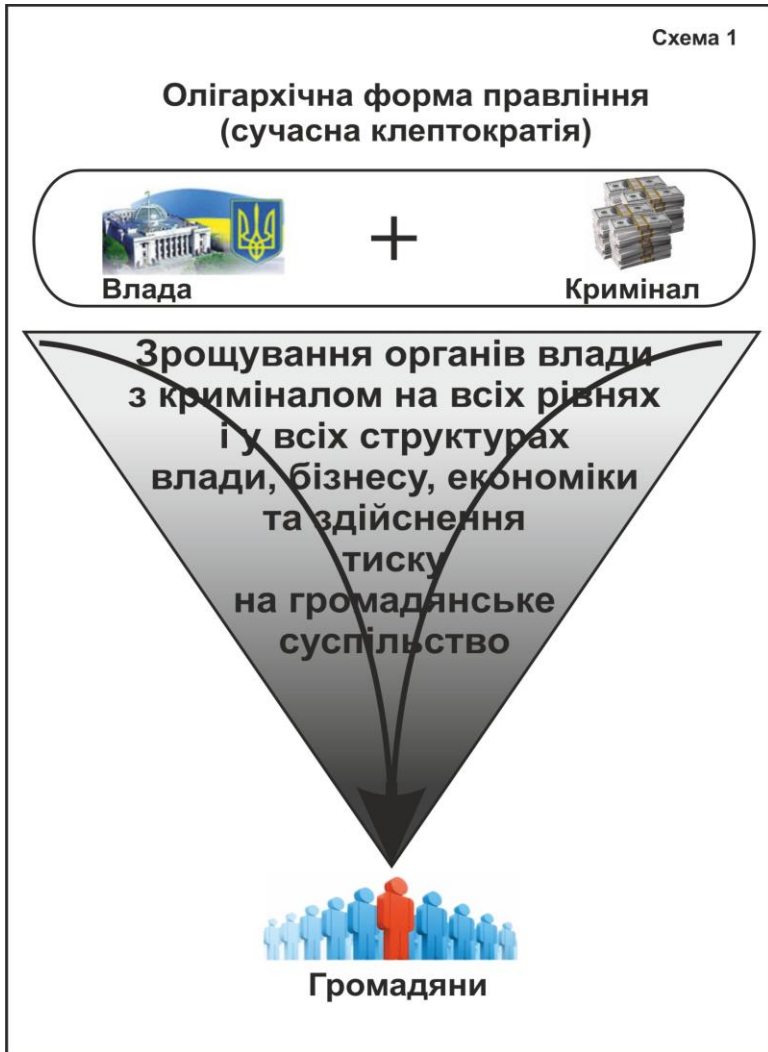 Схема 1
Олігархічна форма правління
(сучасна клептократія)
+
Влада
Кримінал
Зрощування органів влади
з криміналом на всіх рівнях
і у всіх структурах
влади, бізнесу, економіки
та здійснення
тиску
на громадянське
суспільство
Громадяни